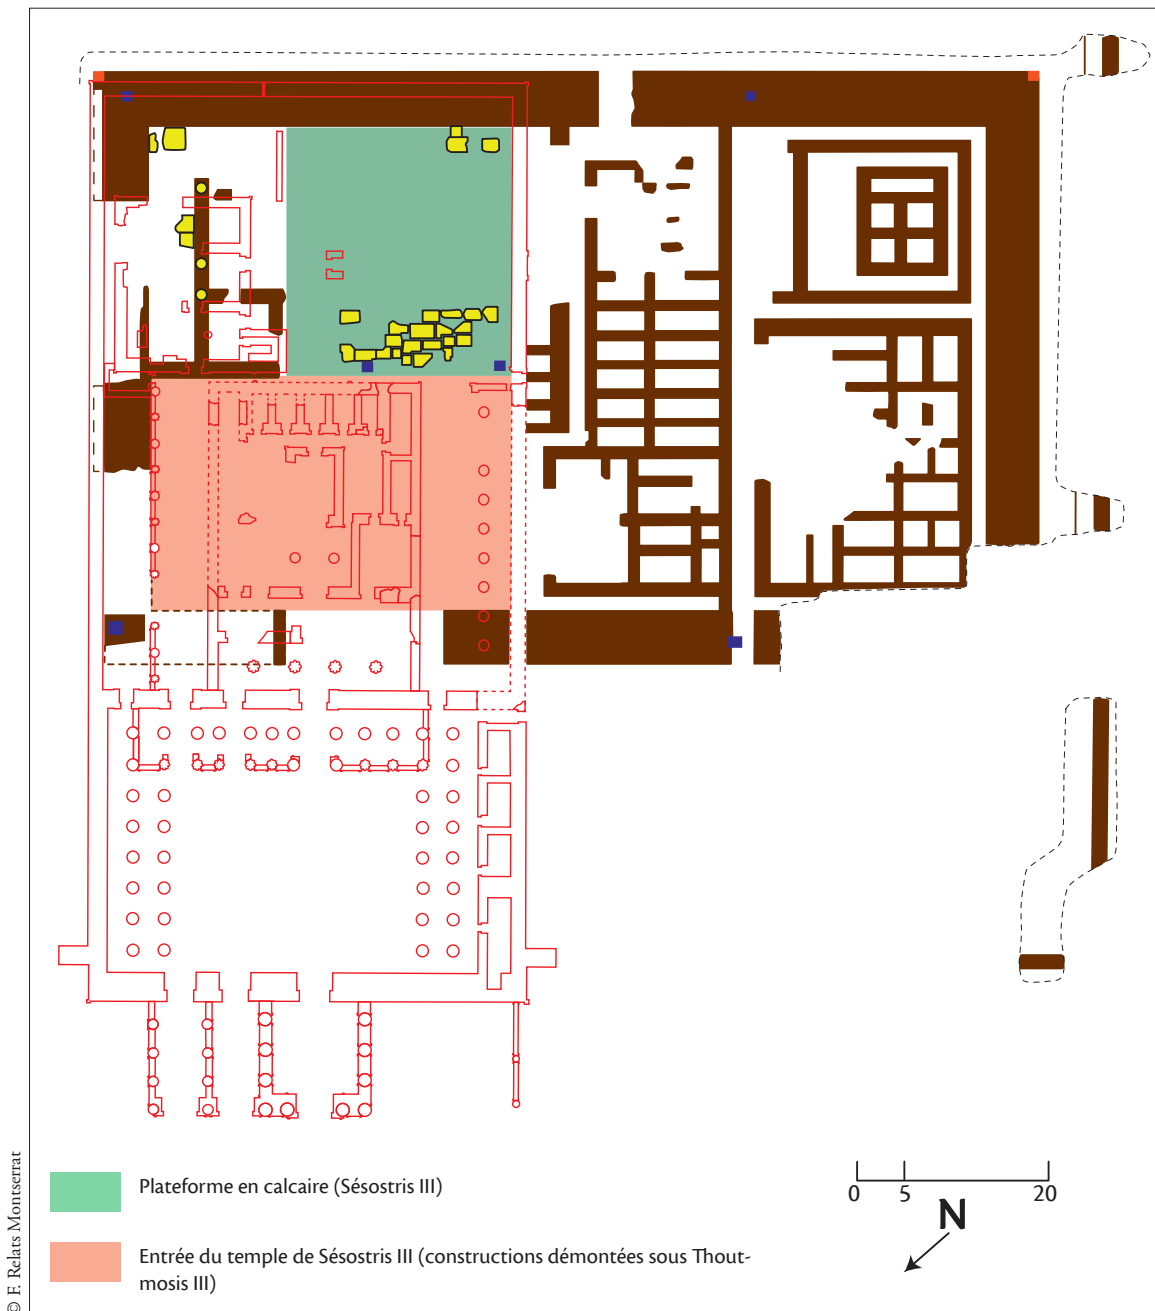 Plateforme en calcaire (Sésostris III)
Entrée du temple de Sésostris III (constructions démontées sous Thout-
mosis III)
0 5 20
N
© F. Relats Montserrat